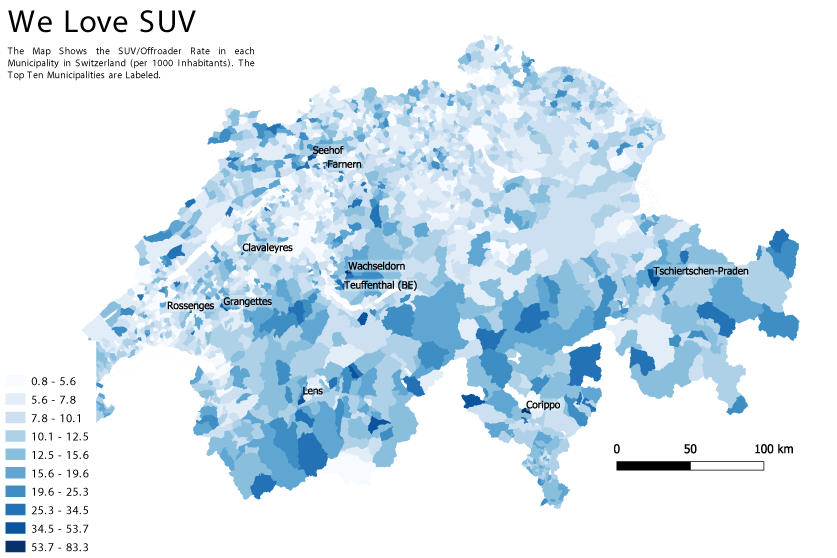 We Love SUV
The Map Shows the SUV/Offroader Rate in each
Municipality in Switzerland (per 1000 Inhabitants). The
Top Ten Municipalities are Labeled.
Seehof
Farnern
Clavaleyres
Wachseldorn
Tschiertschen-Praden
Teuffenthal (BE)
Rossenges
Grangettes
Lens
Corippo
0.8 - 5.6
5.6 - 7.8
7.8 - 10.1
10.1 - 12.5
12.5 - 15.6
15.6 - 19.6
19.6 - 25.3
25.3 - 34.5
34.5 - 53.7
53.7 - 83.3
0 50 100 km